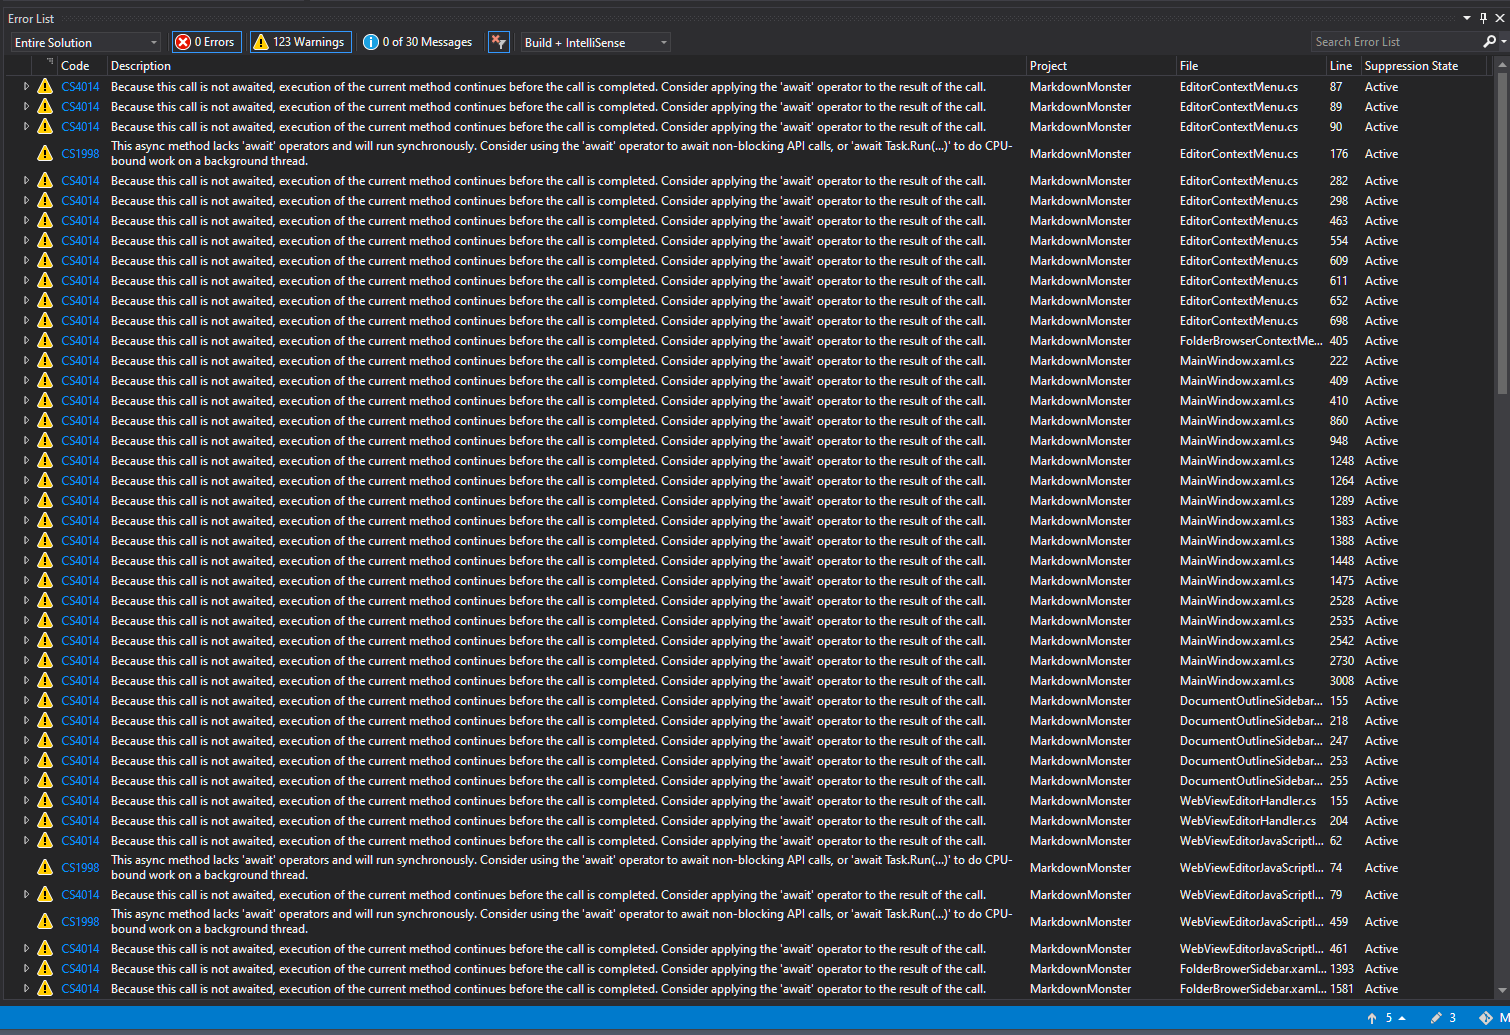 Error List
Entire Solution 0 Errors 123 Warnings 0 of 30 Messages Build + IntelliSense Search Error List
Code Description Project File Line Suppression State
CS4014 Because this call is not awaited, execution of the current method continues before the call is completed. Consider applying the 'await' operator to the result of the call. MarkdownMonster EditorContextMenu.cs 87 Active
CS4014 Because this call is not awaited, execution of the current method continues before the call is completed. Consider applying the 'await' operator to the result of the call. MarkdownMonster EditorContextMenu.cs 89 Active
CS4014 Because this call is not awaited, execution of the current method continues before the call is completed. Consider applying the 'await' operator to the result of the call. MarkdownMonster EditorContextMenu.cs 90 Active
This async method lacks 'await' operators and will run synchronously. Consider using the 'await' operator to await non-blocking API calls, or 'await Task.Run(...)' to do CPU-
CS1998 bound work on a background thread. MarkdownMonster EditorContextMenu.cs 176 Active
CS4014 Because this call is not awaited, execution of the current method continues before the call is completed. Consider applying the 'await' operator to the result of the call. MarkdownMonster EditorContextMenu.cs 282 Active
CS4014 Because this call is not awaited, execution of the current method continues before the call is completed. Consider applying the 'await' operator to the result of the call. MarkdownMonster EditorContextMenu.cs 298 Active
CS4014 Because this call is not awaited, execution of the current method continues before the call is completed. Consider applying the 'await' operator to the result of the call. MarkdownMonster EditorContextMenu.cs 463 Active
CS4014 Because this call is not awaited, execution of the current method continues before the call is completed. Consider applying the 'await' operator to the result of the call. MarkdownMonster EditorContextMenu.cs 554 Active
CS4014 Because this call is not awaited, execution of the current method continues before the call is completed. Consider applying the 'await' operator to the result of the call. MarkdownMonster EditorContextMenu.cs 609 Active
CS4014 Because this call is not awaited, execution of the current method continues before the call is completed. Consider applying the 'await' operator to the result of the call. MarkdownMonster EditorContextMenu.cs 611 Active
CS4014 Because this call is not awaited, execution of the current method continues before the call is completed. Consider applying the 'await' operator to the result of the call. MarkdownMonster EditorContextMenu.cs 652 Active
CS4014 Because this call is not awaited, execution of the current method continues before the call is completed. Consider applying the 'await' operator to the result of the call. MarkdownMonster EditorContextMenu.cs 698 Active
CS4014 Because this call is not awaited, execution of the current method continues before the call is completed. Consider applying the 'await' operator to the result of the call. MarkdownMonster FolderBrowserContextMe... 405 Active
CS4014 Because this call is not awaited, execution of the current method continues before the call is completed. Consider applying the 'await' operator to the result of the call. MarkdownMonster MainWindow.xaml.cs 222 Active
CS4014 Because this call is not awaited, execution of the current method continues before the call is completed. Consider applying the 'await' operator to the result of the call. MarkdownMonster MainWindow.xaml.cs 409 Active
CS4014 Because this call is not awaited, execution of the current method continues before the call is completed. Consider applying the 'await' operator to the result of the call. MarkdownMonster MainWindow.xaml.cs 410 Active
CS4014 Because this call is not awaited, execution of the current method continues before the call is completed. Consider applying the 'await' operator to the result of the call. MarkdownMonster MainWindow.xaml.cs 860 Active
CS4014 Because this call is not awaited, execution of the current method continues before the call is completed. Consider applying the 'await' operator to the result of the call. MarkdownMonster MainWindow.xaml.cs 948 Active
CS4014 Because this call is not awaited, execution of the current method continues before the call is completed. Consider applying the 'await' operator to the result of the call. MarkdownMonster MainWindow.xaml.cs 1248 Active
CS4014 Because this call is not awaited, execution of the current method continues before the call is completed. Consider applying the 'await' operator to the result of the call. MarkdownMonster MainWindow.xaml.cs 1264 Active
CS4014 Because this call is not awaited, execution of the current method continues before the call is completed. Consider applying the 'await' operator to the result of the call. MarkdownMonster MainWindow.xaml.cs 1289 Active
CS4014 Because this call is not awaited, execution of the current method continues before the call is completed. Consider applying the 'await' operator to the result of the call. MarkdownMonster MainWindow.xaml.cs 1383 Active
CS4014 Because this call is not awaited, execution of the current method continues before the call is completed. Consider applying the 'await' operator to the result of the call. MarkdownMonster MainWindow.xaml.cs 1388 Active
CS4014 Because this call is not awaited, execution of the current method continues before the call is completed. Consider applying the 'await' operator to the result of the call. MarkdownMonster MainWindow.xaml.cs 1448 Active
CS4014 Because this call is not awaited, execution of the current method continues before the call is completed. Consider applying the 'await' operator to the result of the call. MarkdownMonster MainWindow.xaml.cs 1475 Active
CS4014 Because this call is not awaited, execution of the current method continues before the call is completed. Consider applying the 'await' operator to the result of the call. MarkdownMonster MainWindow.xaml.cs 2528 Active
CS4014 Because this call is not awaited, execution of the current method continues before the call is completed. Consider applying the 'await' operator to the result of the call. MarkdownMonster MainWindow.xaml.cs 2535 Active
CS4014 Because this call is not awaited, execution of the current method continues before the call is completed. Consider applying the 'await' operator to the result of the call. MarkdownMonster MainWindow.xaml.cs 2542 Active
CS4014 Because this call is not awaited, execution of the current method continues before the call is completed. Consider applying the 'await' operator to the result of the call. MarkdownMonster MainWindow.xaml.cs 2730 Active
CS4014 Because this call is not awaited, execution of the current method continues before the call is completed. Consider applying the 'await' operator to the result of the call. MarkdownMonster MainWindow.xaml.cs 3008 Active
CS4014 Because this call is not awaited, execution of the current method continues before the call is completed. Consider applying the 'await' operator to the result of the call. MarkdownMonster DocumentOutlineSidebar... 155 Active
CS4014 Because this call is not awaited, execution of the current method continues before the call is completed. Consider applying the 'await' operator to the result of the call. MarkdownMonster DocumentOutlineSidebar... 218 Active
CS4014 Because this call is not awaited, execution of the current method continues before the call is completed. Consider applying the 'await' operator to the result of the call. MarkdownMonster DocumentOutlineSidebar... 247 Active
CS4014 Because this call is not awaited, execution of the current method continues before the call is completed. Consider applying the 'await' operator to the result of the call. MarkdownMonster DocumentOutlineSidebar... 253 Active
CS4014 Because this call is not awaited, execution of the current method continues before the call is completed. Consider applying the 'await' operator to the result of the call. MarkdownMonster DocumentOutlineSidebar... 255 Active
CS4014 Because this call is not awaited, execution of the current method continues before the call is completed. Consider applying the 'await' operator to the result of the call. MarkdownMonster WebViewEditorHandler.cs 155 Active
CS4014 Because this call is not awaited, execution of the current method continues before the call is completed. Consider applying the 'await' operator to the result of the call. MarkdownMonster WebViewEditorHandler.cs 204 Active
CS4014 Because this call is not awaited, execution of the current method continues before the call is completed. Consider applying the 'await' operator to the result of the call. MarkdownMonster WebViewEditorJavaScriptI... 62 Active
This async method lacks 'await' operators and will run synchronously. Consider using the 'await' operator to await non-blocking API calls, or 'await Task.Run(...)' to do CPU-
CS1998 bound work on a background thread. MarkdownMonster WebViewEditorJavaScriptI... 74 Active
CS4014 Because this call is not awaited, execution of the current method continues before the call is completed. Consider applying the 'await' operator to the result of the call. MarkdownMonster WebViewEditorJavaScriptI... 79 Active
This async method lacks 'await' operators and will run synchronously. Consider using the 'await' operator to await non-blocking API calls, or 'await Task.Run(...)' to do CPU-
CS1998 bound work on a background thread. MarkdownMonster WebViewEditorJavaScriptI... 459 Active
CS4014 Because this call is not awaited, execution of the current method continues before the call is completed. Consider applying the 'await' operator to the result of the call. MarkdownMonster WebViewEditorJavaScriptI... 461 Active
CS4014 Because this call is not awaited, execution of the current method continues before the call is completed. Consider applying the 'await' operator to the result of the call. MarkdownMonster FolderBrowerSidebar.xaml... 1393 Active
CS4014 Because this call is not awaited, execution of the current method continues before the call is completed. Consider applying the 'await' operator to the result of the call. MarkdownMonster FolderBrowerSidebar.xaml... 1581 Active
5 3 M